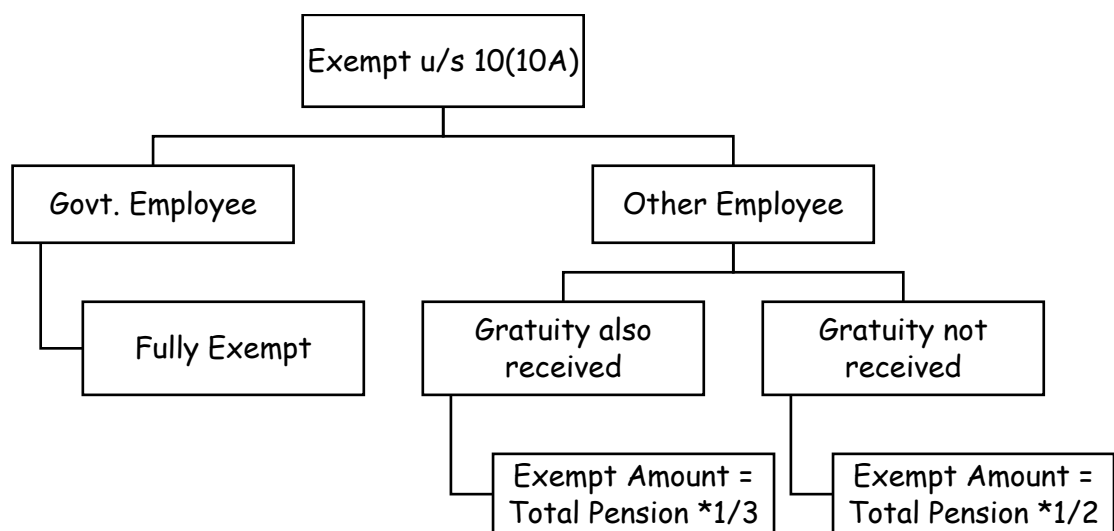 Exempt u/s 10(10A)
Govt. Employee
Other Employee
Fully Exempt
Gratuity also
received
Gratuity not
received
Exempt Amount =
Total Pension *1/3
Exempt Amount =
Total Pension *1/2